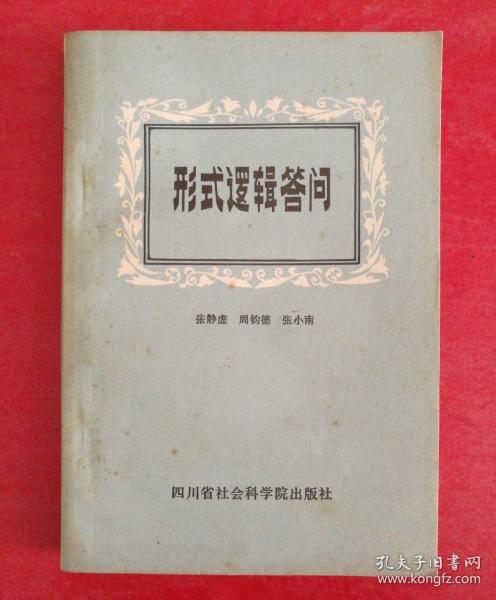 形式逻辑答问
张静虚 周钧德 张小南
四川省社会科学院出版社
孔夫子旧书网
www.kongfz.com